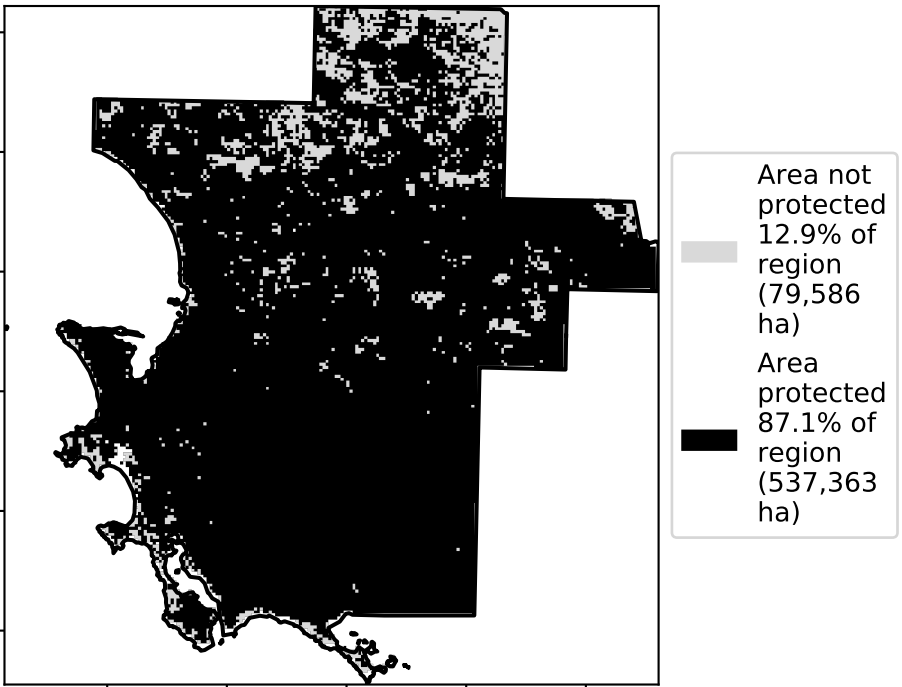 Area not
protected
12.9% of
region
(79,586
ha)
Area
protected
87.1% of
region
(537,363
ha)